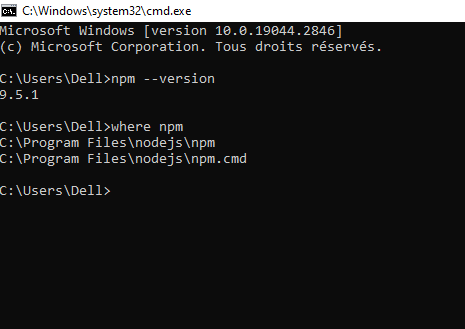 C:\Windows\system32\cmd.exe
Microsoft Windows [version 10.0.19044.2846]
(c) Microsoft Corporation. Tous droits réservés.
C:\Users\Dell>npm --version
9.5.1
C:\Users\Dell>where npm
C:\Program Files\nodejs\npm
C:\Program Files\nodejs\npm.cmd
C:\Users\Dell>